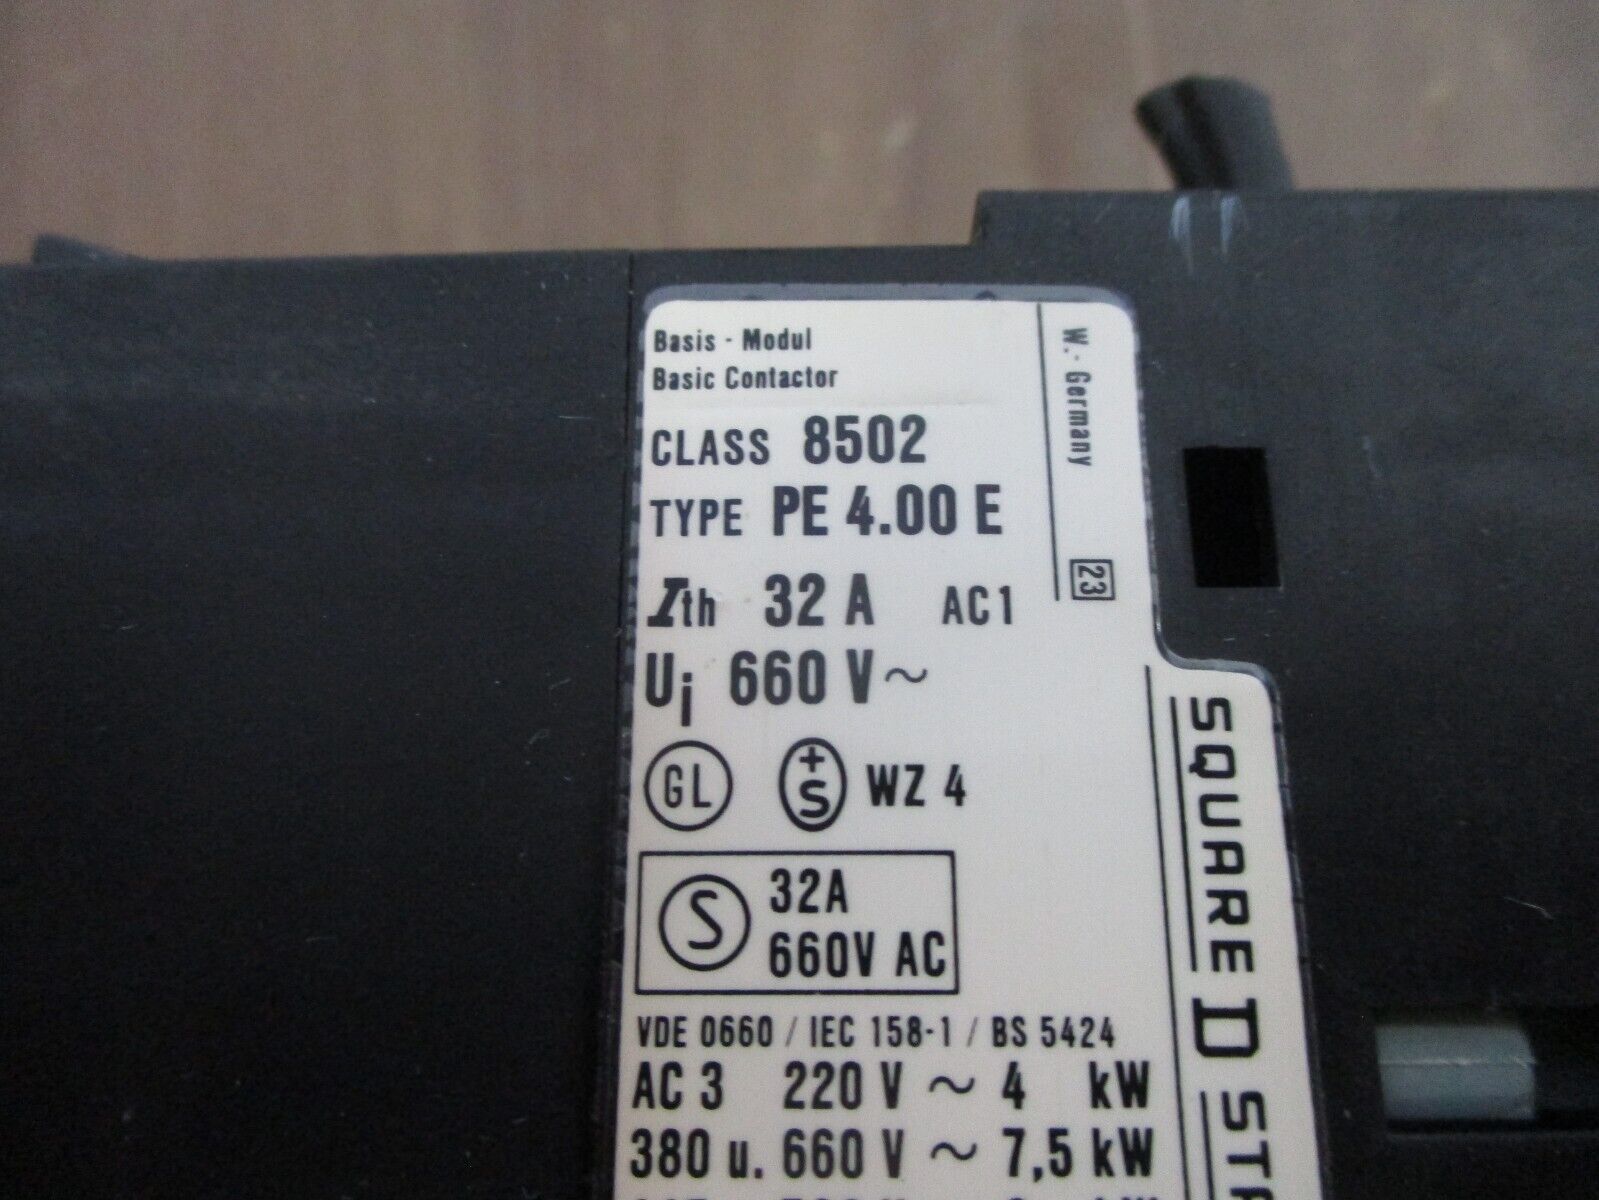 Basis - Modul
Basic Contactor
CLASS 8502
TYPE PE 4.00 E
Ith 32 A AC1
Ui 660 V~
GL +S WZ 4
S 32A
660V AC
VDE 0660 / IEC 158-1 / BS 5424
AC 3 220 V ~ 4 kW
380 u. 660 V ~ 7,5 kW
W.-Germany
23
SQUARE D